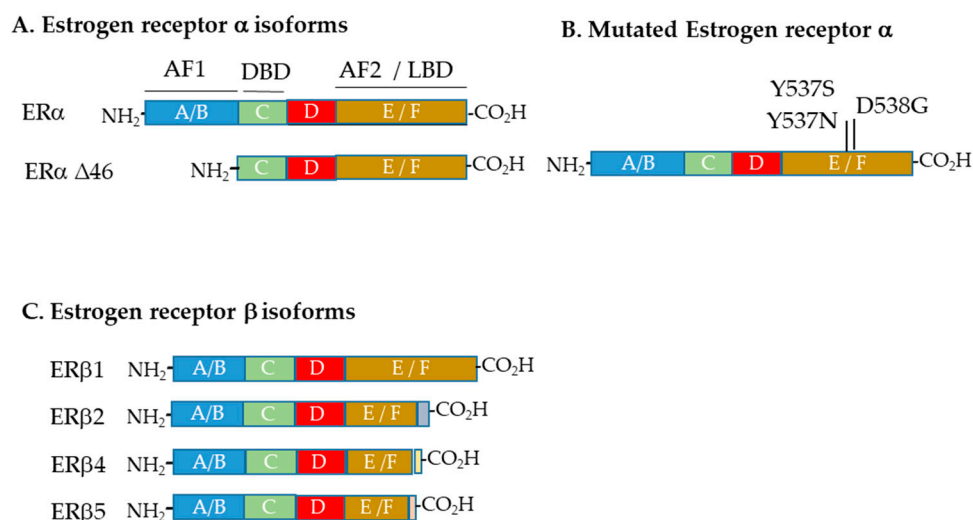 A. Estrogen receptor α isoforms
AF1 DBD AF2 / LBD
ERα NH₂ A/B C D E / F CO₂H
ERα Δ46 NH₂ C D E / F CO₂H
B. Mutated Estrogen receptor α
Y537S
Y537N D538G
NH₂ A/B C D E / F CO₂H
C. Estrogen receptor β isoforms
ERβ1 NH₂ A/B C D E / F CO₂H
ERβ2 NH₂ A/B C D E / F CO₂H
ERβ4 NH₂ A/B C D E /F CO₂H
ERβ5 NH₂ A/B C D E /F CO₂H